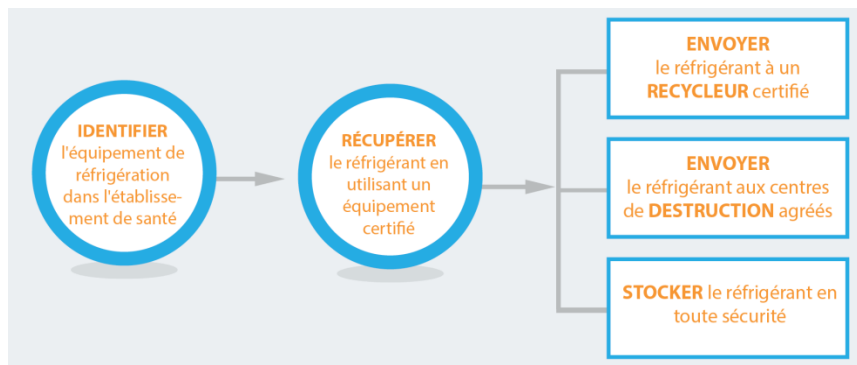 IDENTIFIER
l'équipement de
réfrigération
dans l'établisse-
ment de santé
RÉCUPÉRER
le réfrigérant en
utilisant un
équipement
certifié
ENVOYER
le réfrigérant à un
RECYCLEUR certifié
ENVOYER
le réfrigérant aux centres
de DESTRUCTION agréés
STOCKER le réfrigérant en
toute sécurité